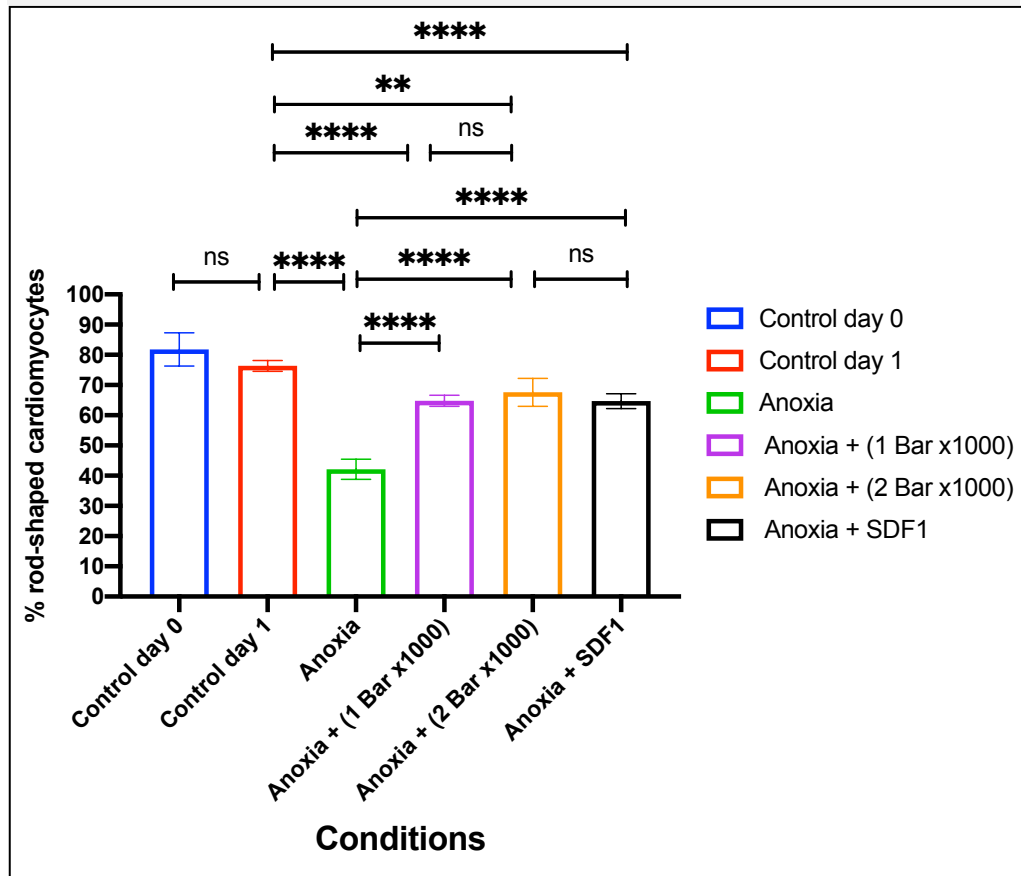 ****
**
**** ns
****
ns **** **** ns
****
% rod-shaped cardiomyocytes
100
90
80
70
60
50
40
30
20
10
0
Control day 0
Control day 1
Anoxia
Anoxia + (1 Bar x1000)
Anoxia + (2 Bar x1000)
Anoxia + SDF1
Conditions
Control day 0
Control day 1
Anoxia
Anoxia + (1 Bar x1000)
Anoxia + (2 Bar x1000)
Anoxia + SDF1